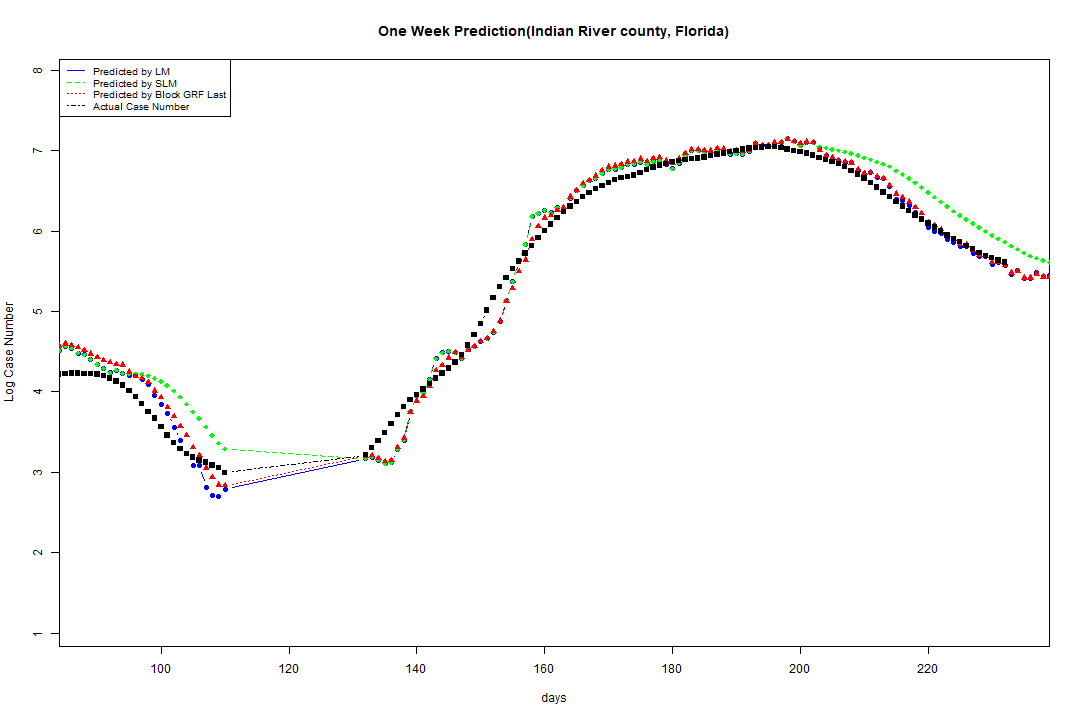 One Week Prediction(Indian River county, Florida)
Predicted by LM
Predicted by SLM
Predicted by Block GRF Last
Actual Case Number
8
7
6
5
4
3
2
1
Log Case Number
100 120 140 160 180 200 220
days